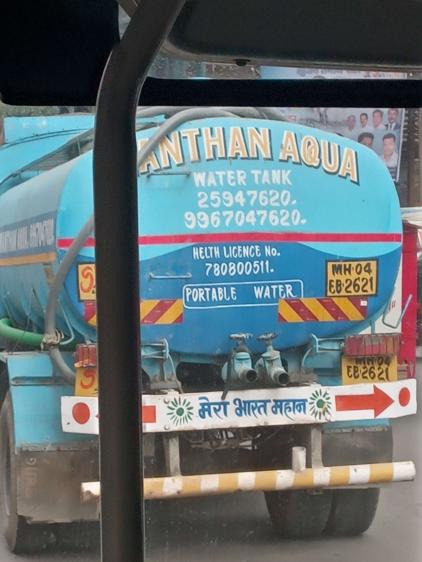 ANTHAN AQUA
WATER TANK
25947620.
9967047620.
HELTH LICENCE No.
780800511.
PORTABLE WATER
MH·04
EB·2621
MH·04
EB·2621
मेरा भारत महान